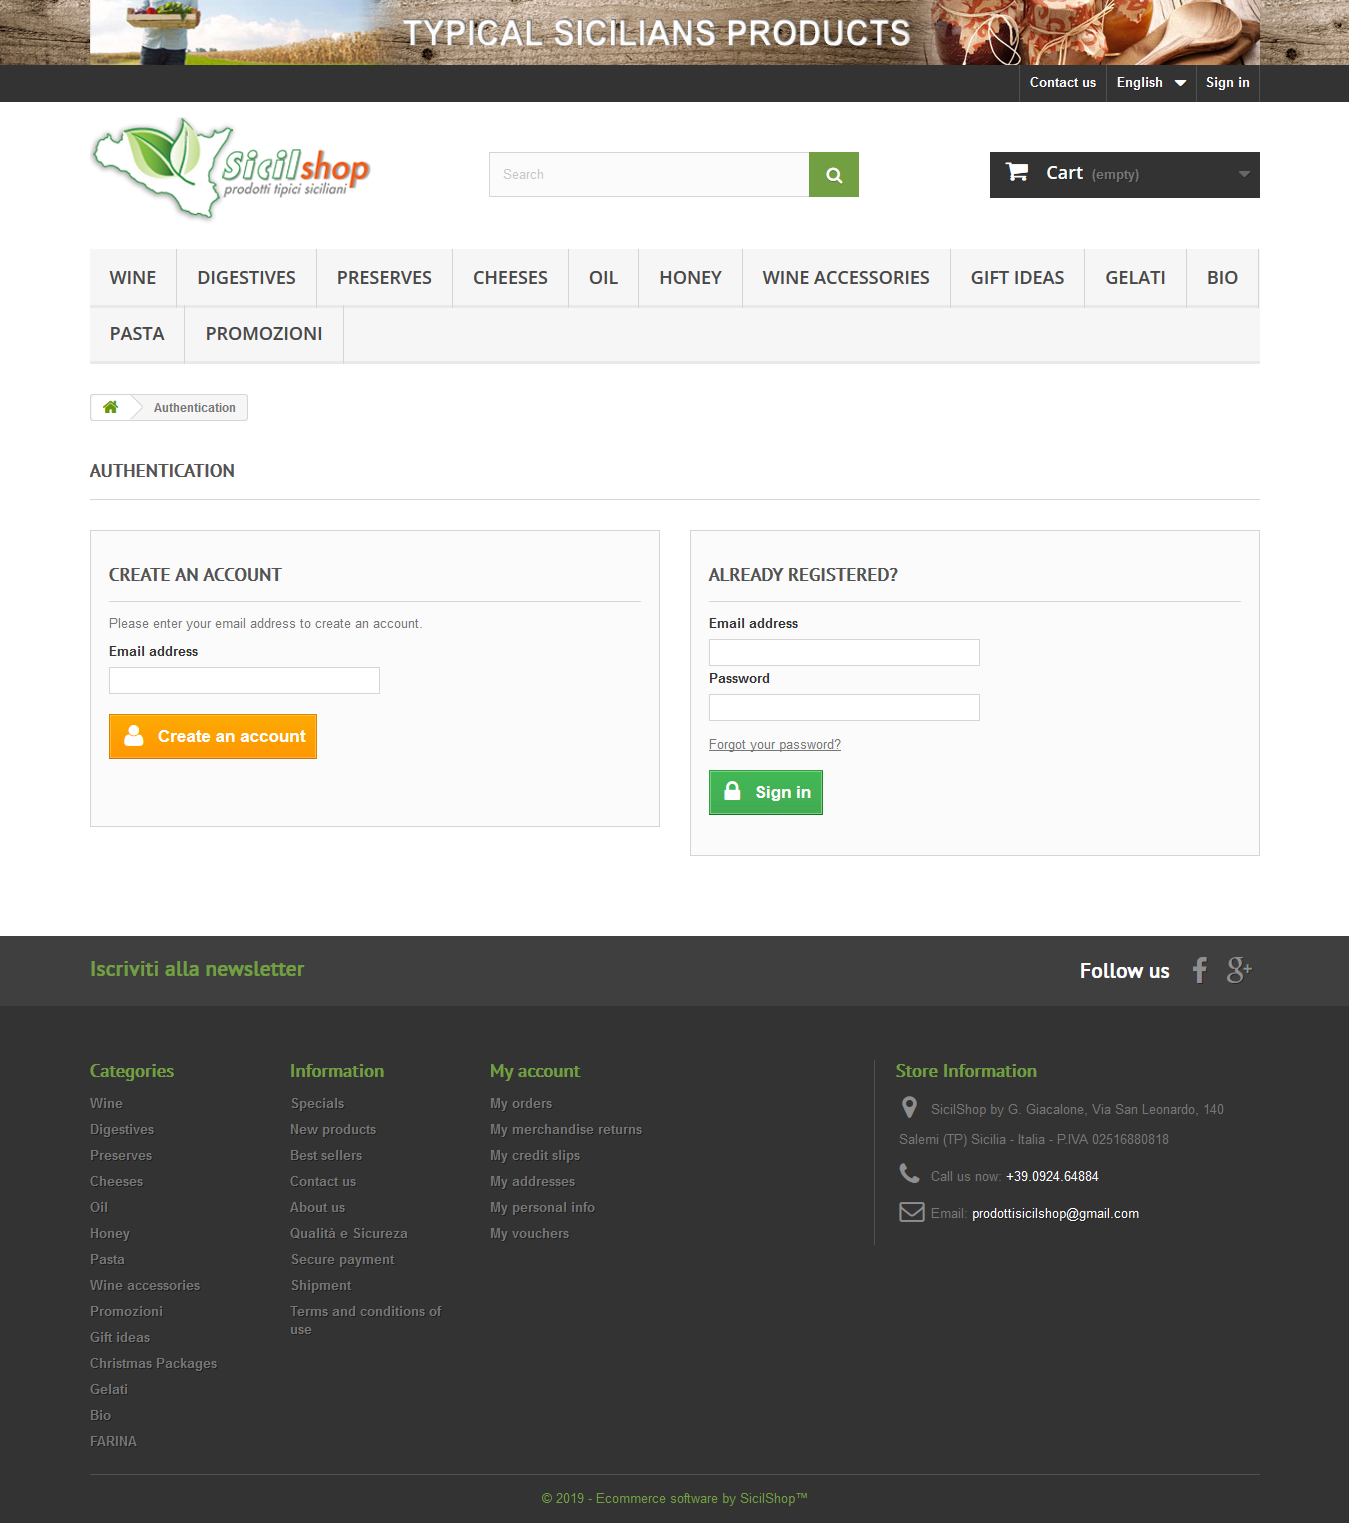 TYPICAL SICILIANS PRODUCTS
Contact us English Sign in
Sicilshop
prodotti tipici siciliani
Search
Cart (empty)
WINE DIGESTIVES PRESERVES CHEESES OIL HONEY WINE ACCESSORIES GIFT IDEAS GELATI BIO
PASTA PROMOZIONI
Authentication
AUTHENTICATION
CREATE AN ACCOUNT
Please enter your email address to create an account.
Email address
Create an account
ALREADY REGISTERED?
Email address
Password
Forgot your password?
Sign in
Iscriviti alla newsletter
Follow us
Categories
Wine
Digestives
Preserves
Cheeses
Oil
Honey
Pasta
Wine accessories
Promozioni
Gift ideas
Christmas Packages
Gelati
Bio
FARINA
Information
Specials
New products
Best sellers
Contact us
About us
Qualità e Sicureza
Secure payment
Shipment
Terms and conditions of
use
My account
My orders
My merchandise returns
My credit slips
My addresses
My personal info
My vouchers
Store Information
SicilShop by G. Giacalone, Via San Leonardo, 140
Salemi (TP) Sicilia - Italia - P.IVA 02516880818
Call us now: +39.0924.64884
Email: prodottisicilshop@gmail.com
© 2019 - Ecommerce software by SicilShop™